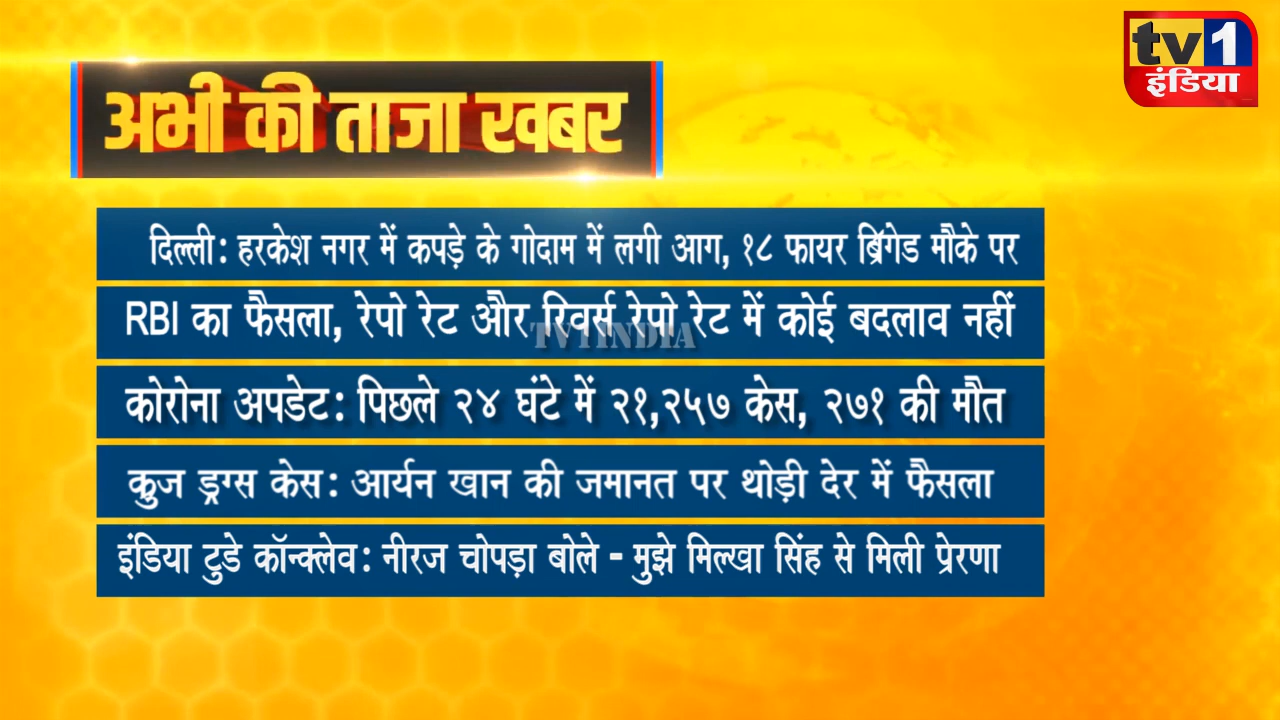 tv1
इंडिया
अभी की ताजा खबर
दिल्ली: हरकेश नगर में कपड़े के गोदाम में लगी आग, १८ फायर ब्रिगेड मौके पर
RBI का फैसला, रेपो रेट और रिवर्स रेपो रेट में कोई बदलाव नहीं
TV1INDIA
कोरोना अपडेट: पिछले २४ घंटे में २१,२५७ केस, २७१ की मौत
क्रुज ड्रग्स केस: आर्यन खान की जमानत पर थोड़ी देर में फैसला
इंडिया टुडे कॉन्क्लेव: नीरज चोपड़ा बोले - मुझे मिल्खा सिंह से मिली प्रेरणा